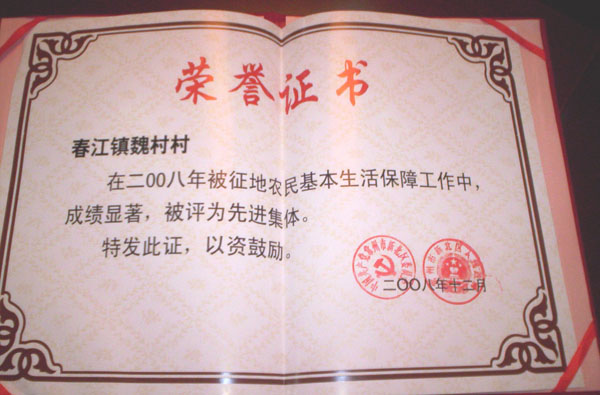 荣誉证书
春江镇魏村村
在二00八年被征地农民基本生活保障工作中，
成绩显著，被评为先进集体。
特发此证，以资鼓励。
二〇〇八年十二月